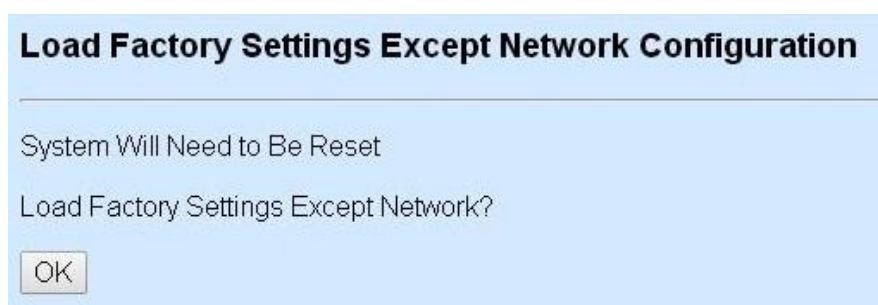 Load Factory Settings Except Network Configuration
System Will Need to Be Reset
Load Factory Settings Except Network?
OK